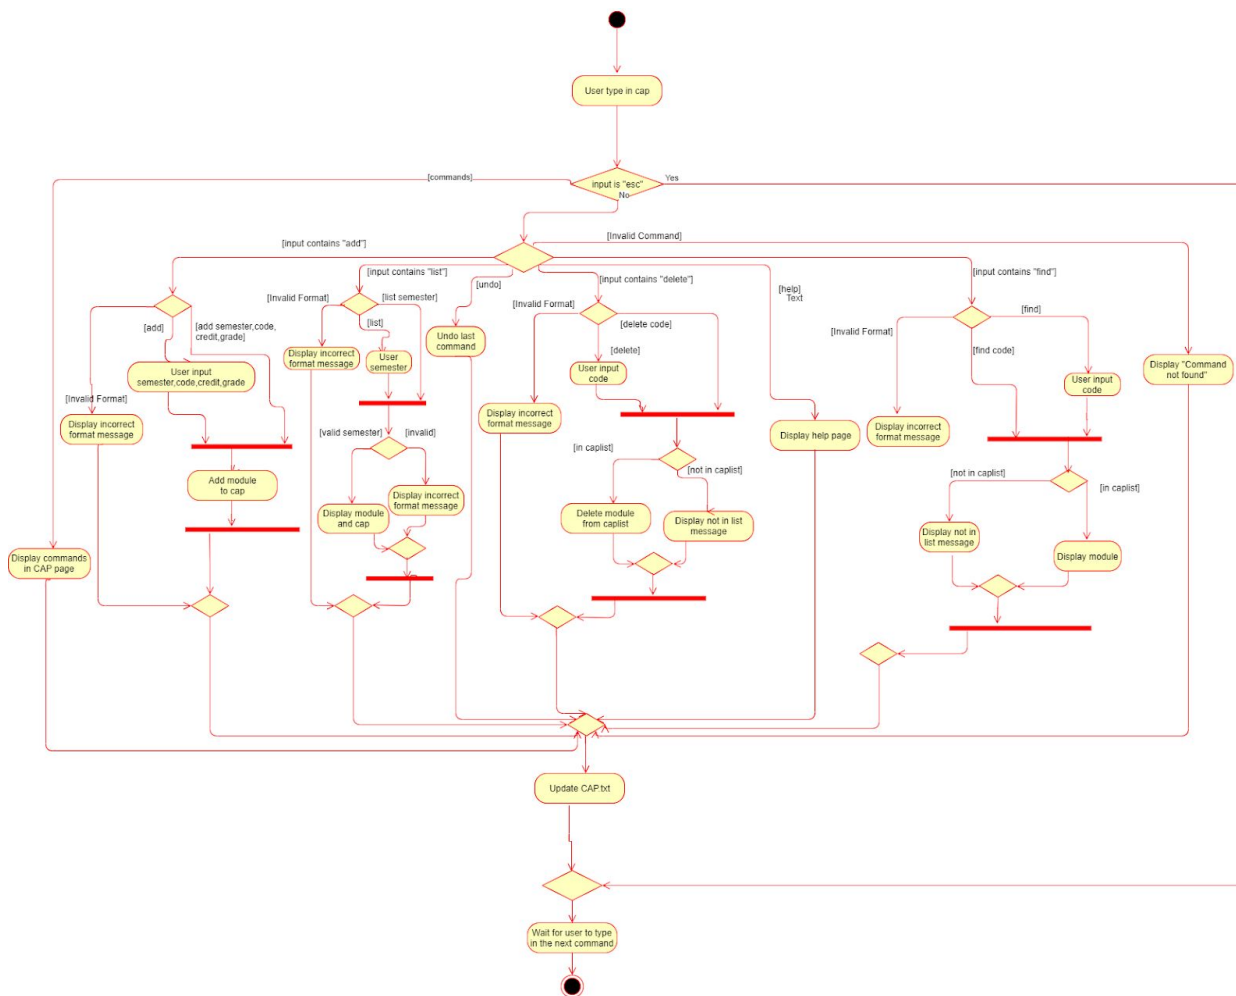 User type in cap
[commands]
input is "esc"
Yes
No
[Invalid Command]
[input contains "add"]
[input contains "list"]
[undo]
[input contains "delete"]
[help]
Text
[input contains "find"]
[Invalid Format]
[list semester]
[Invalid Format]
[find]
[add]
[add semester,code,
credit,grade]
[list]
[delete code]
[Invalid Format]
[find code]
Undo last
command
[delete]
Display incorrect
format message
User
semester
User input
code
Display "Command
not found"
User input
semester,code,credit,grade
User input
code
[Invalid Format]
Display incorrect
format message
Display incorrect
format message
Display help page
Display incorrect
format message
[valid semester]
[invalid]
[in caplist]
[not in caplist]
[not in caplist]
[in caplist]
Add module
to cap
Display incorrect
format message
Display module
and cap
Delete module
from caplist
Display not in list
message
Display not in
list message
Display module
Display commands
in CAP page
Update CAP.txt
Wait for user to type
in the next command